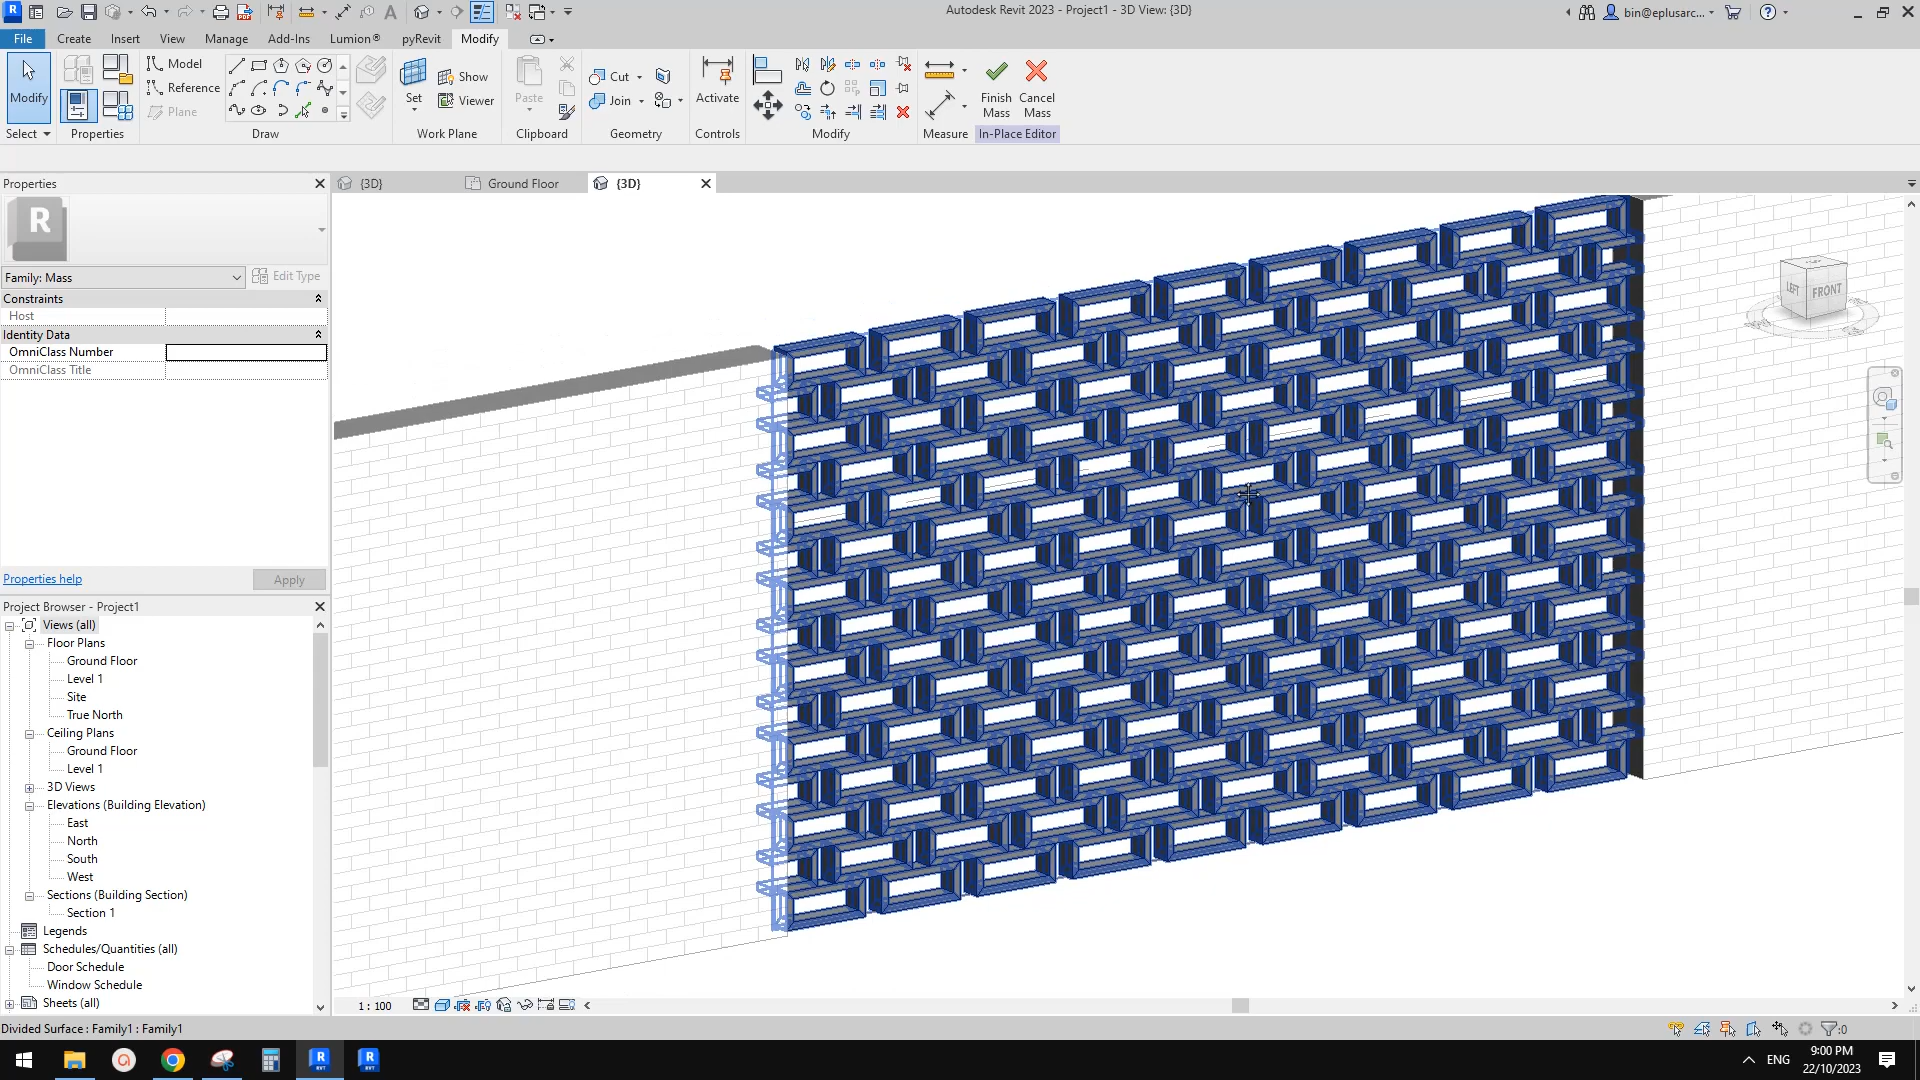 Autodesk Revit 2023 - Project1 - 3D View: {3D}
bin@eplusarc...
File
Create
Insert
View
Manage
Add-Ins
Lumion®
pyRevit
Modify
Modify
Select
Properties
Model
Reference
Plane
Draw
Set
Show
Viewer
Work Plane
Paste
Clipboard
Cut
Join
Geometry
Activate
Controls
Modify
Measure
Finish Mass
Cancel Mass
In-Place Editor
Properties
{3D}
Ground Floor
{3D}
R
Family: Mass
Edit Type
Constraints
Host
Identity Data
OmniClass Number
OmniClass Title
Properties help
Apply
Project Browser - Project1
Views (all)
Floor Plans
Ground Floor
Level 1
Site
True North
Ceiling Plans
Ground Floor
Level 1
3D Views
Elevations (Building Elevation)
East
North
South
West
Sections (Building Section)
Section 1
Legends
Schedules/Quantities (all)
Door Schedule
Window Schedule
Sheets (all)
LEFT
FRONT
1 : 100
Divided Surface : Family1 : Family1
:0
ENG
9:00 PM
22/10/2023